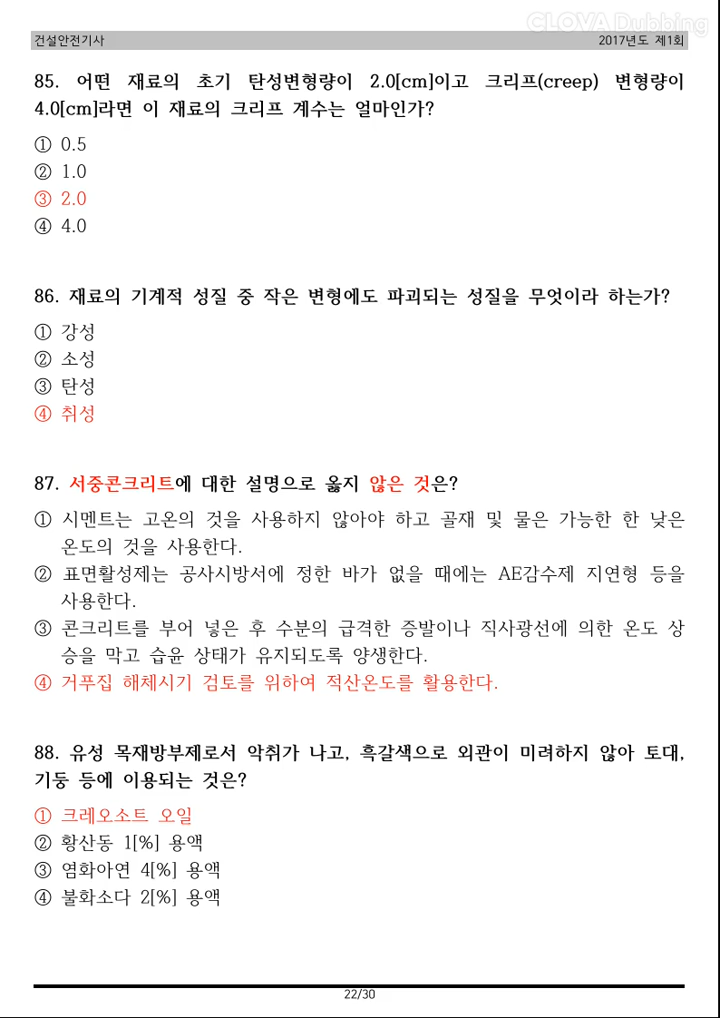 CLOVA Dubbing
건설안전기사 2017년도 제1회
85. 어떤 재료의 초기 탄성변형량이 2.0[cm]이고 크리프(creep) 변형량이
4.0[cm]라면 이 재료의 크리프 계수는 얼마인가?
① 0.5
② 1.0
③ 2.0
④ 4.0
86. 재료의 기계적 성질 중 작은 변형에도 파괴되는 성질을 무엇이라 하는가?
① 강성
② 소성
③ 탄성
④ 취성
87. 서중콘크리트에 대한 설명으로 옳지 않은 것은?
① 시멘트는 고온의 것을 사용하지 않아야 하고 골재 및 물은 가능한 한 낮은
온도의 것을 사용한다.
② 표면활성제는 공사시방서에 정한 바가 없을 때에는 AE감수제 지연형 등을
사용한다.
③ 콘크리트를 부어 넣은 후 수분의 급격한 증발이나 직사광선에 의한 온도 상
승을 막고 습윤 상태가 유지되도록 양생한다.
④ 거푸집 해체시기 검토를 위하여 적산온도를 활용한다.
88. 유성 목재방부제로서 악취가 나고, 흑갈색으로 외관이 미려하지 않아 토대,
기둥 등에 이용되는 것은?
① 크레오소트 오일
② 황산동 1[%] 용액
③ 염화아연 4[%] 용액
④ 불화소다 2[%] 용액
22/30